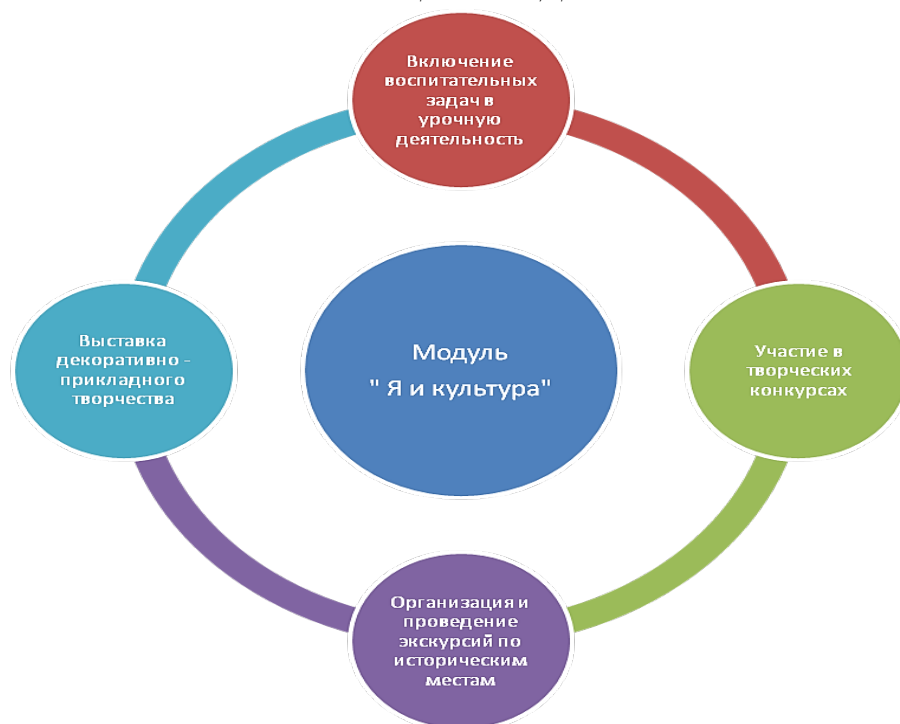 Включение
воспитательных
задач в
урочную
деятельность
Выставка
декоративно -
прикладного
творчества
Модуль
" Я и культура"
Участие в
творческих
конкурсах
Организация и
проведение
экскурсий по
историческим
местам